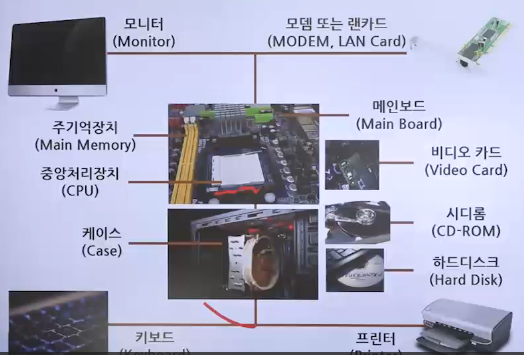 모니터
(Monitor)
모뎀 또는 랜카드
(MODEM, LAN Card)
주기억장치
(Main Memory)
메인보드
(Main Board)
중앙처리장치
(CPU)
비디오 카드
(Video Card)
케이스
(Case)
시디롬
(CD-ROM)
하드디스크
(Hard Disk)
키보드
(Keyboard)
프린터
(Printer)